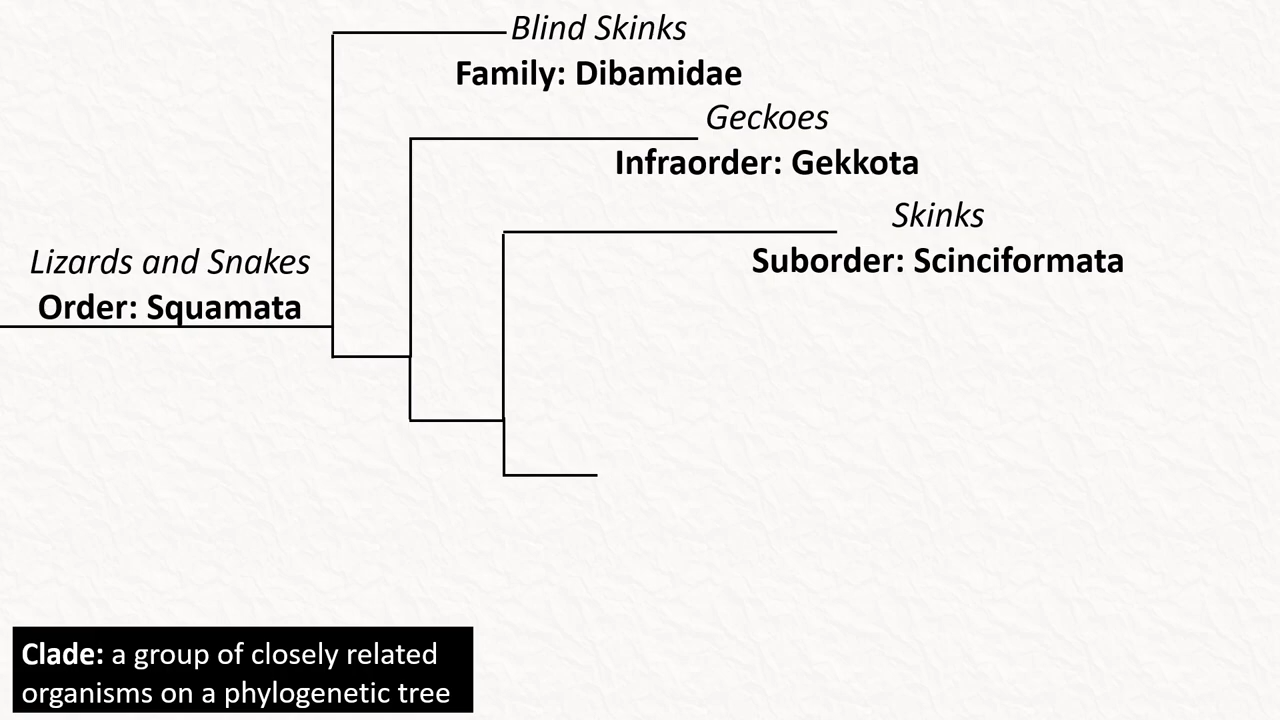 Blind Skinks
Family: Dibamidae
Geckoes
Infraorder: Gekkota
Skinks
Suborder: Scinciformata
Lizards and Snakes
Order: Squamata
Clade: a group of closely related
organisms on a phylogenetic tree